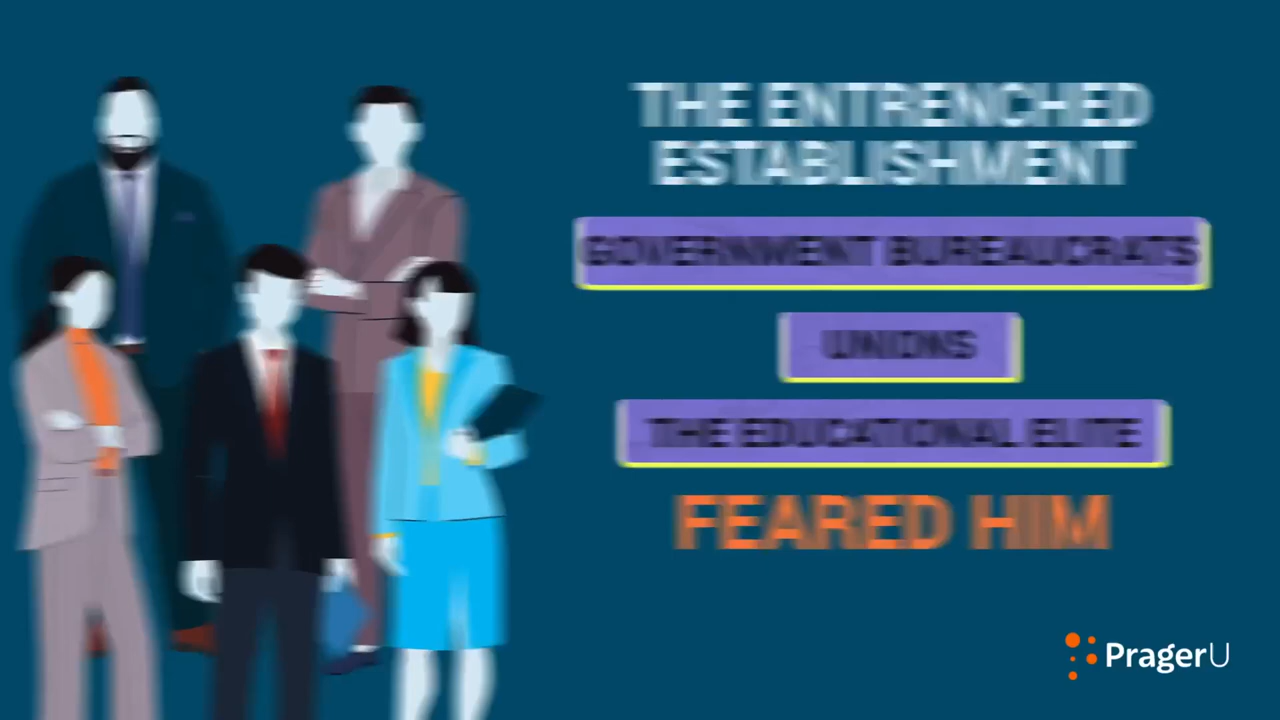 THE ENTRENCHED
ESTABLISHMENT
GOVERNMENT BUREAUCRATS
UNIONS
THE EDUCATIONAL ELITE
FEARED HIM
PragerU